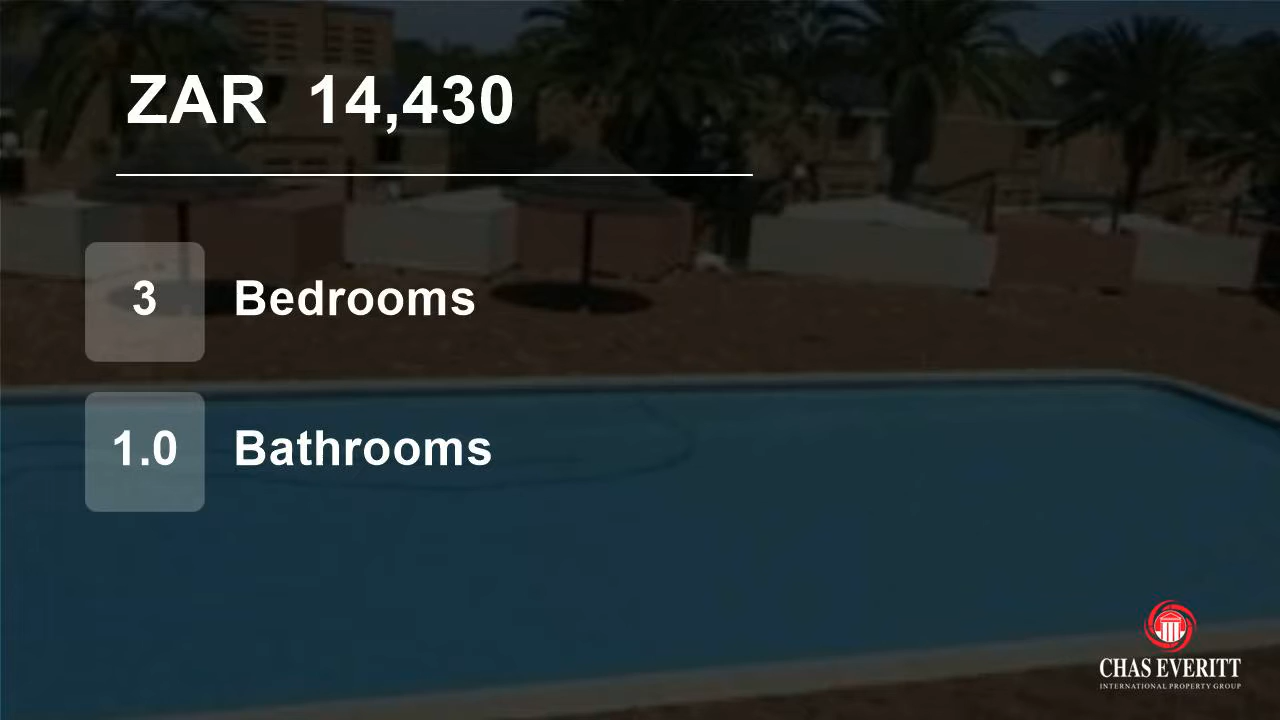 ZAR 14,430
3 Bedrooms
1.0 Bathrooms
CHAS EVERITT
INTERNATIONAL PROPERTY GROUP